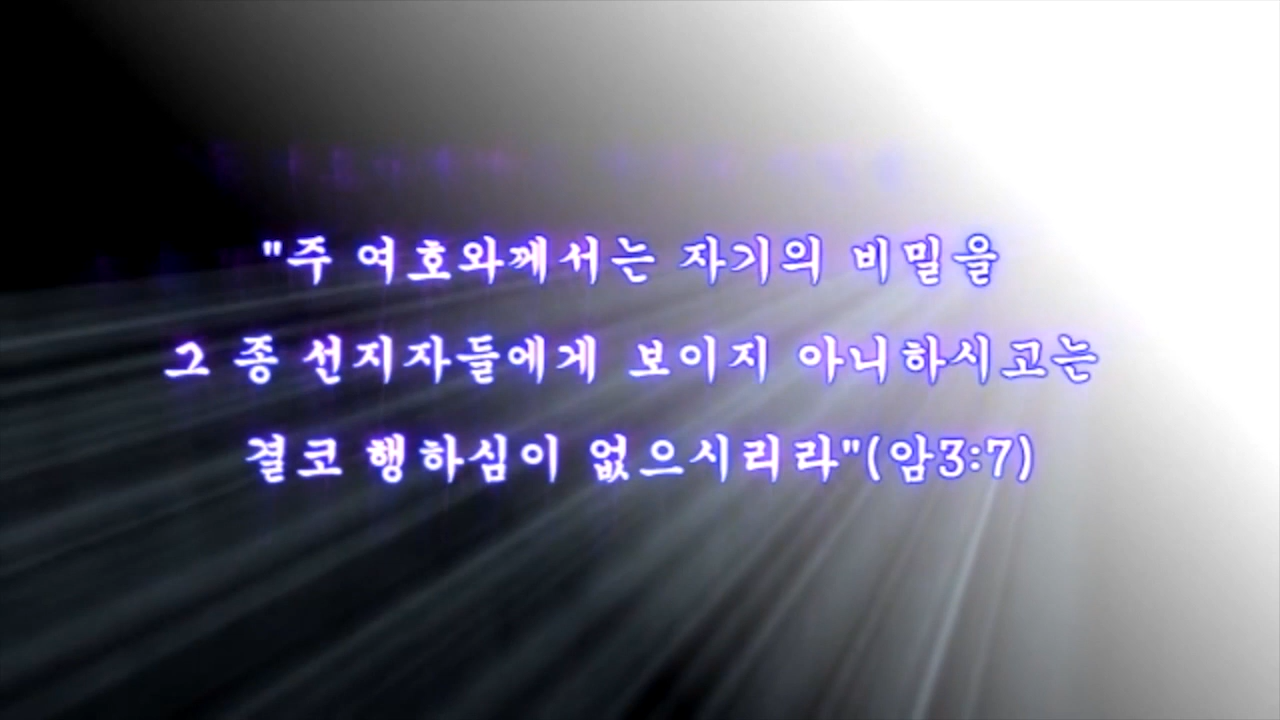 "주 여호와께서는 자기의 비밀을
그 종 선지자들에게 보이지 아니하시고는
결코 행하심이 없으시리라"(암3:7)